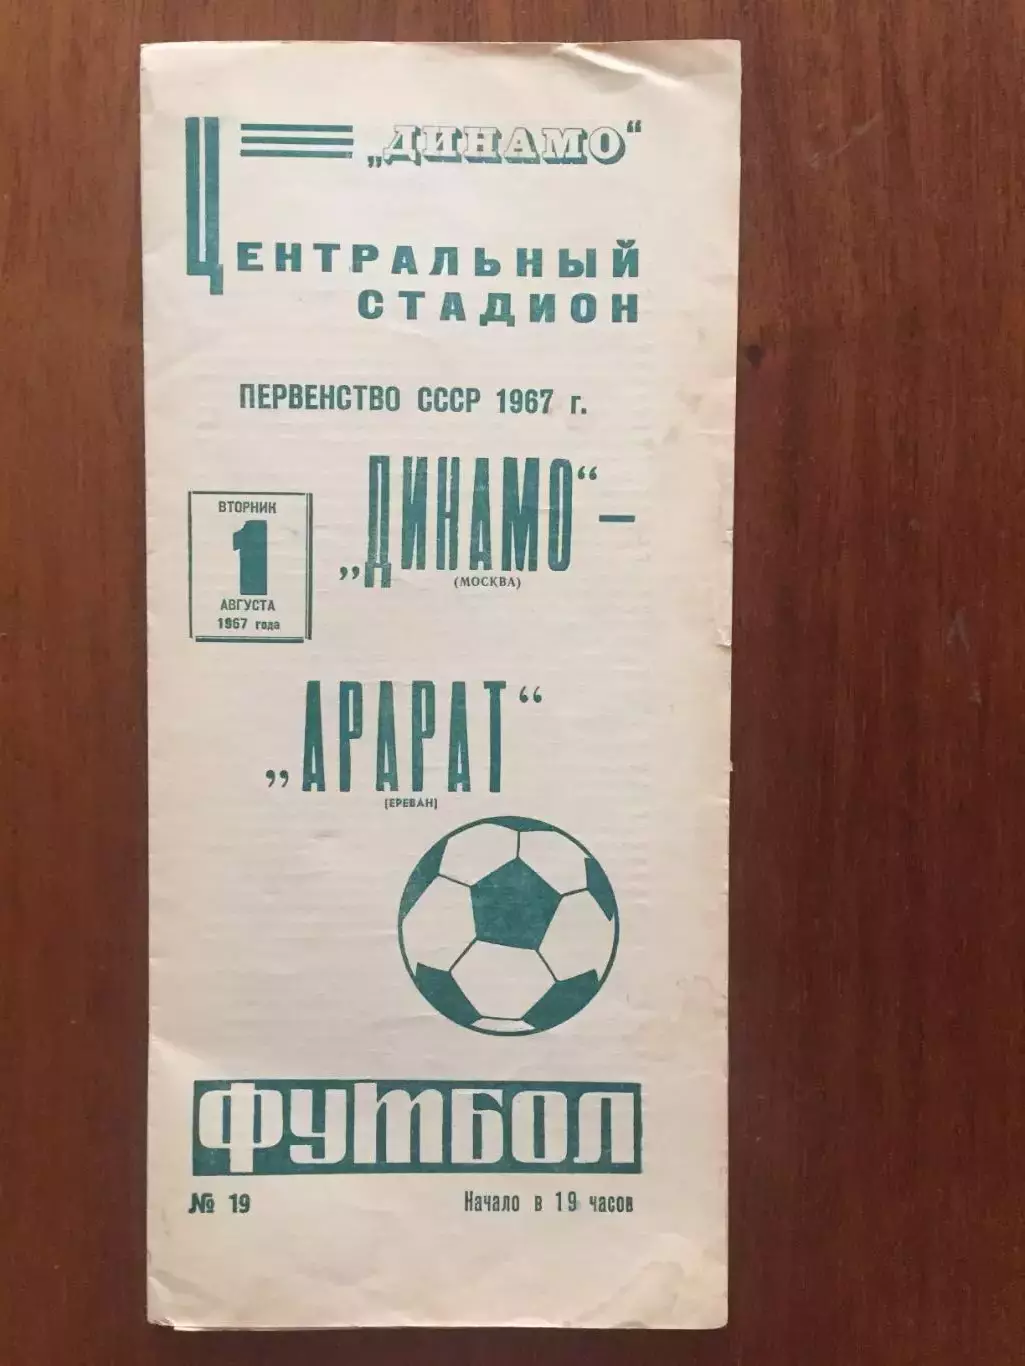 „ДИНАМО“
ЦЕНТРАЛЬНЫЙ
СТАДИОН
ПЕРВЕНСТВО СССР 1967 г.
„ДИНАМО“ –
(МОСКВА)
ВТОРНИК
1
АВГУСТА
1967 года
„АРАРАТ“
(ЕРЕВАН)
ФУТБОЛ
№ 19 Начало в 19 часов